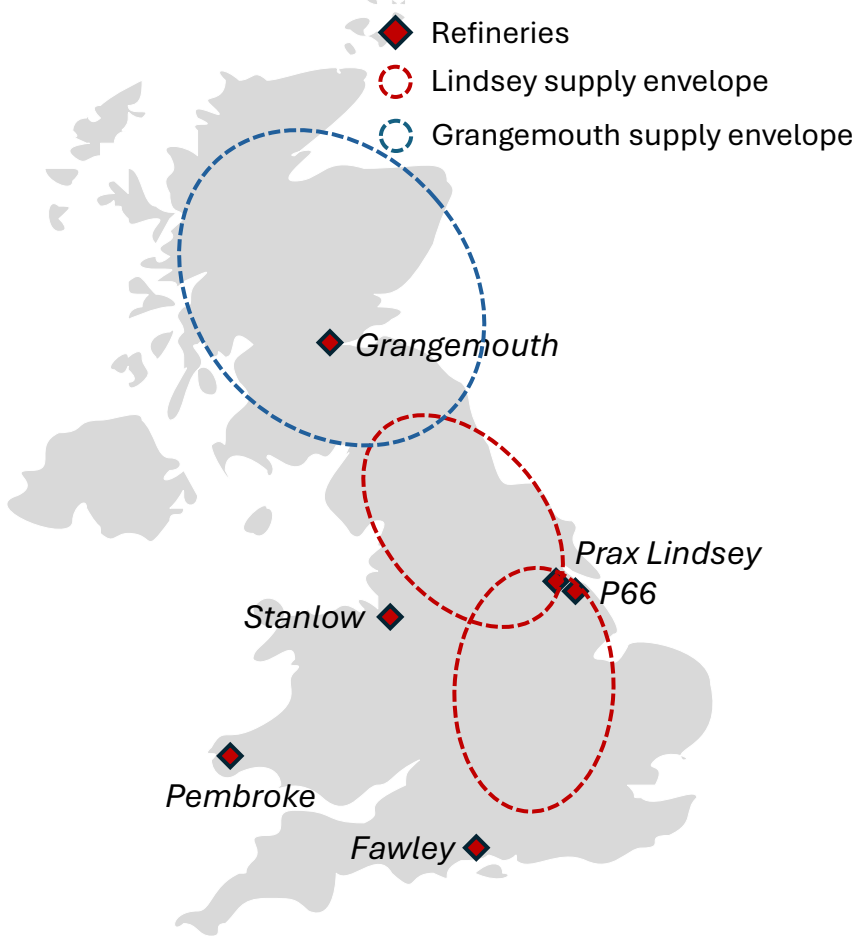 Refineries
Lindsey supply envelope
Grangemouth supply envelope
Grangemouth
Prax Lindsey
P66
Stanlow
Pembroke
Fawley